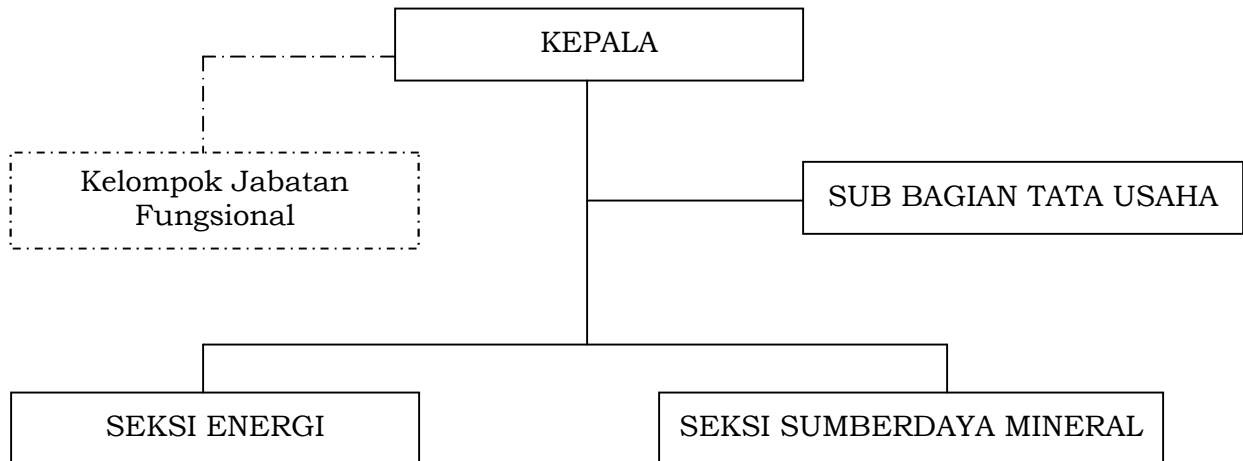 KEPALA
Kelompok Jabatan
Fungsional
SUB BAGIAN TATA USAHA
SEKSI ENERGI
SEKSI SUMBERDAYA MINERAL